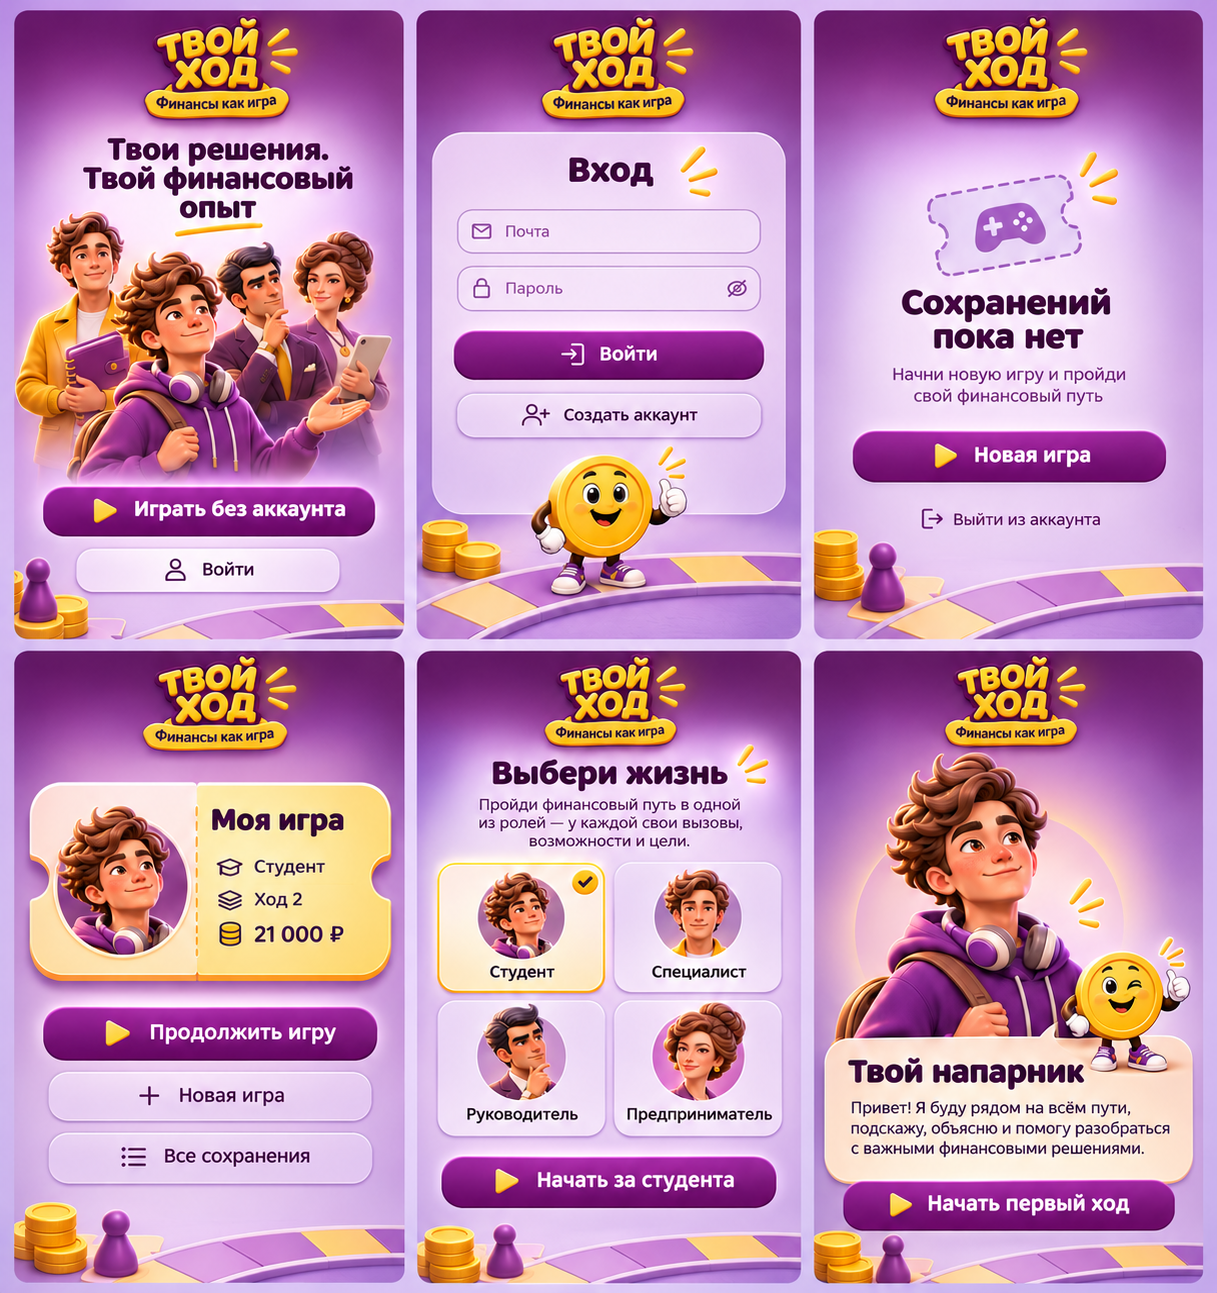 ТВОЙ
ХОД
Финансы как игра
Твои решения.
Твой финансовый
опыт
Играть без аккаунта
Войти
ТВОЙ
ХОД
Финансы как игра
Вход
Почта
Пароль
Войти
Создать аккаунт
ТВОЙ
ХОД
Финансы как игра
Сохранений
пока нет
Начни новую игру и пройди
свой финансовый путь
Новая игра
Выйти из аккаунта
ТВОЙ
ХОД
Финансы как игра
Моя игра
Студент
Ход 2
21 000 ₽
Продолжить игру
Новая игра
Все сохранения
ТВОЙ
ХОД
Финансы как игра
Выбери жизнь
Пройди финансовый путь в одной
из ролей — у каждой свои вызовы,
возможности и цели.
Студент
Специалист
Руководитель
Предприниматель
Начать за студента
ТВОЙ
ХОД
Финансы как игра
Твой напарник
Привет! Я буду рядом на всём пути,
подскажу, объясню и помогу разобраться
с важными финансовыми решениями.
Начать первый ход